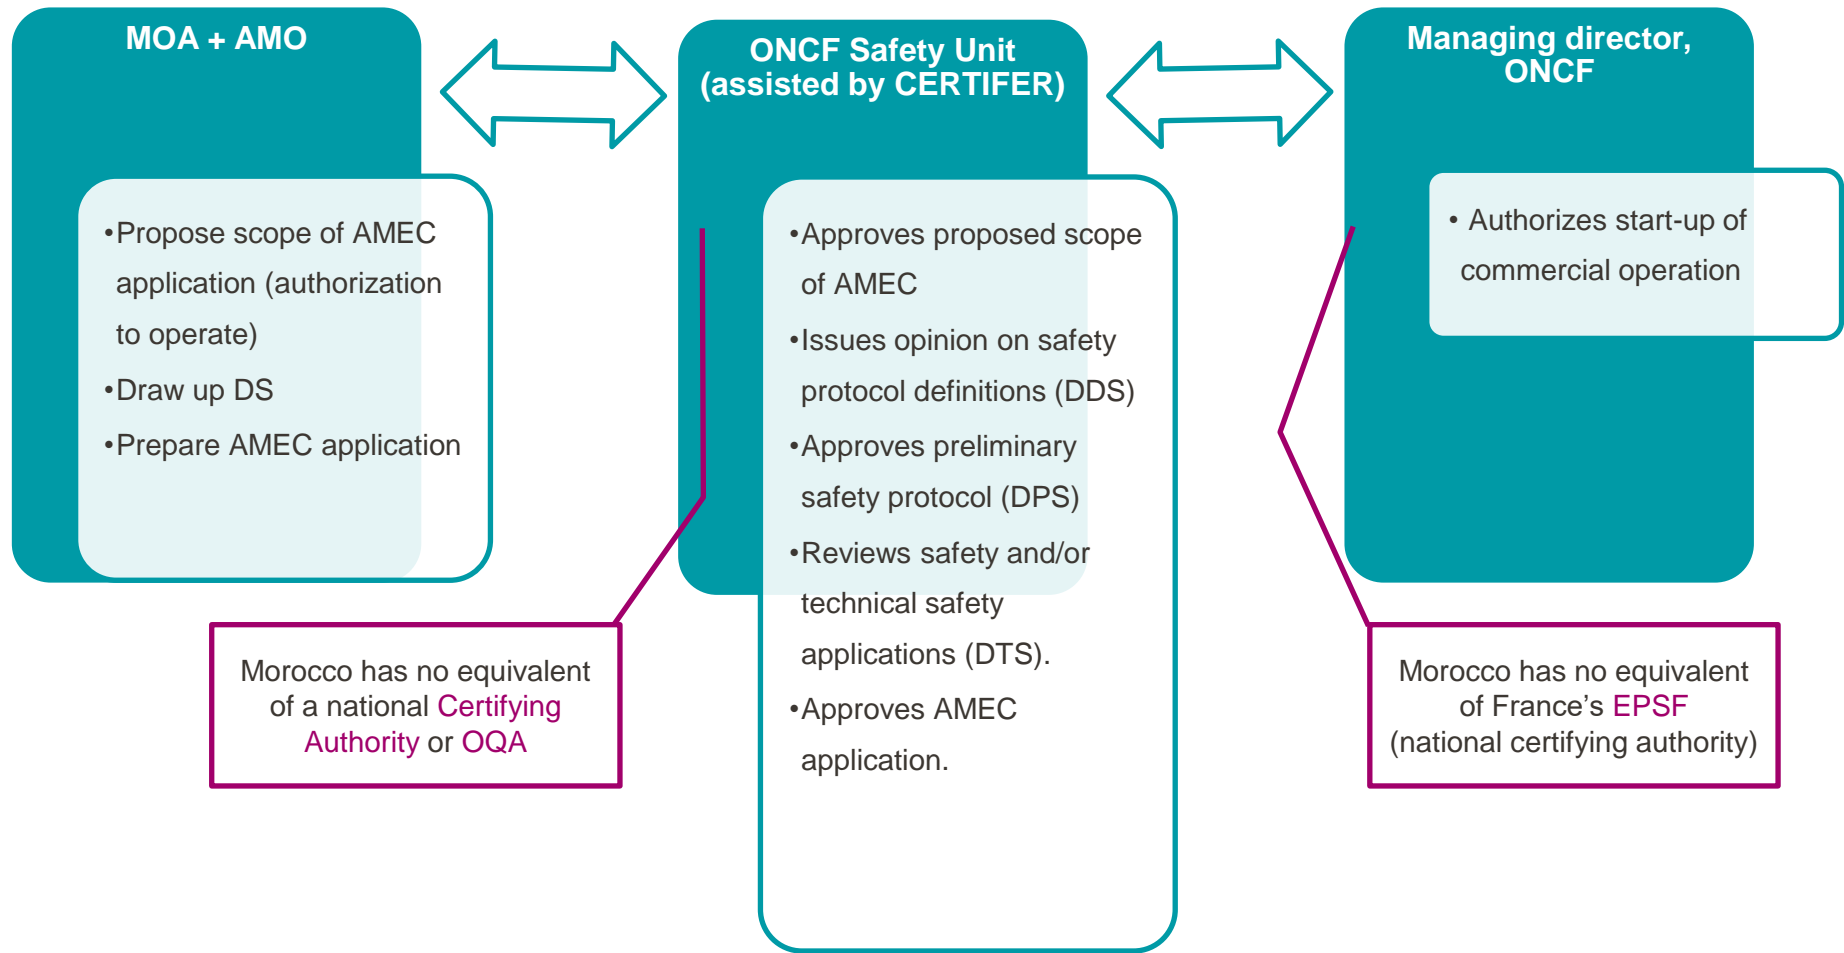 MOA + AMO
•Propose scope of AMEC
application (authorization
to operate)
•Draw up DS
•Prepare AMEC application
ONCF Safety Unit
(assisted by CERTIFER)
•Approves proposed scope
of AMEC
•Issues opinion on safety
protocol definitions (DDS)
•Approves preliminary
safety protocol (DPS)
•Reviews safety and/or
technical safety
applications (DTS).
•Approves AMEC
application.
Managing director,
ONCF
• Authorizes start-up of
commercial operation
Morocco has no equivalent
of a national Certifying
Authority or OQA
Morocco has no equivalent
of France’s EPSF
(national certifying authority)